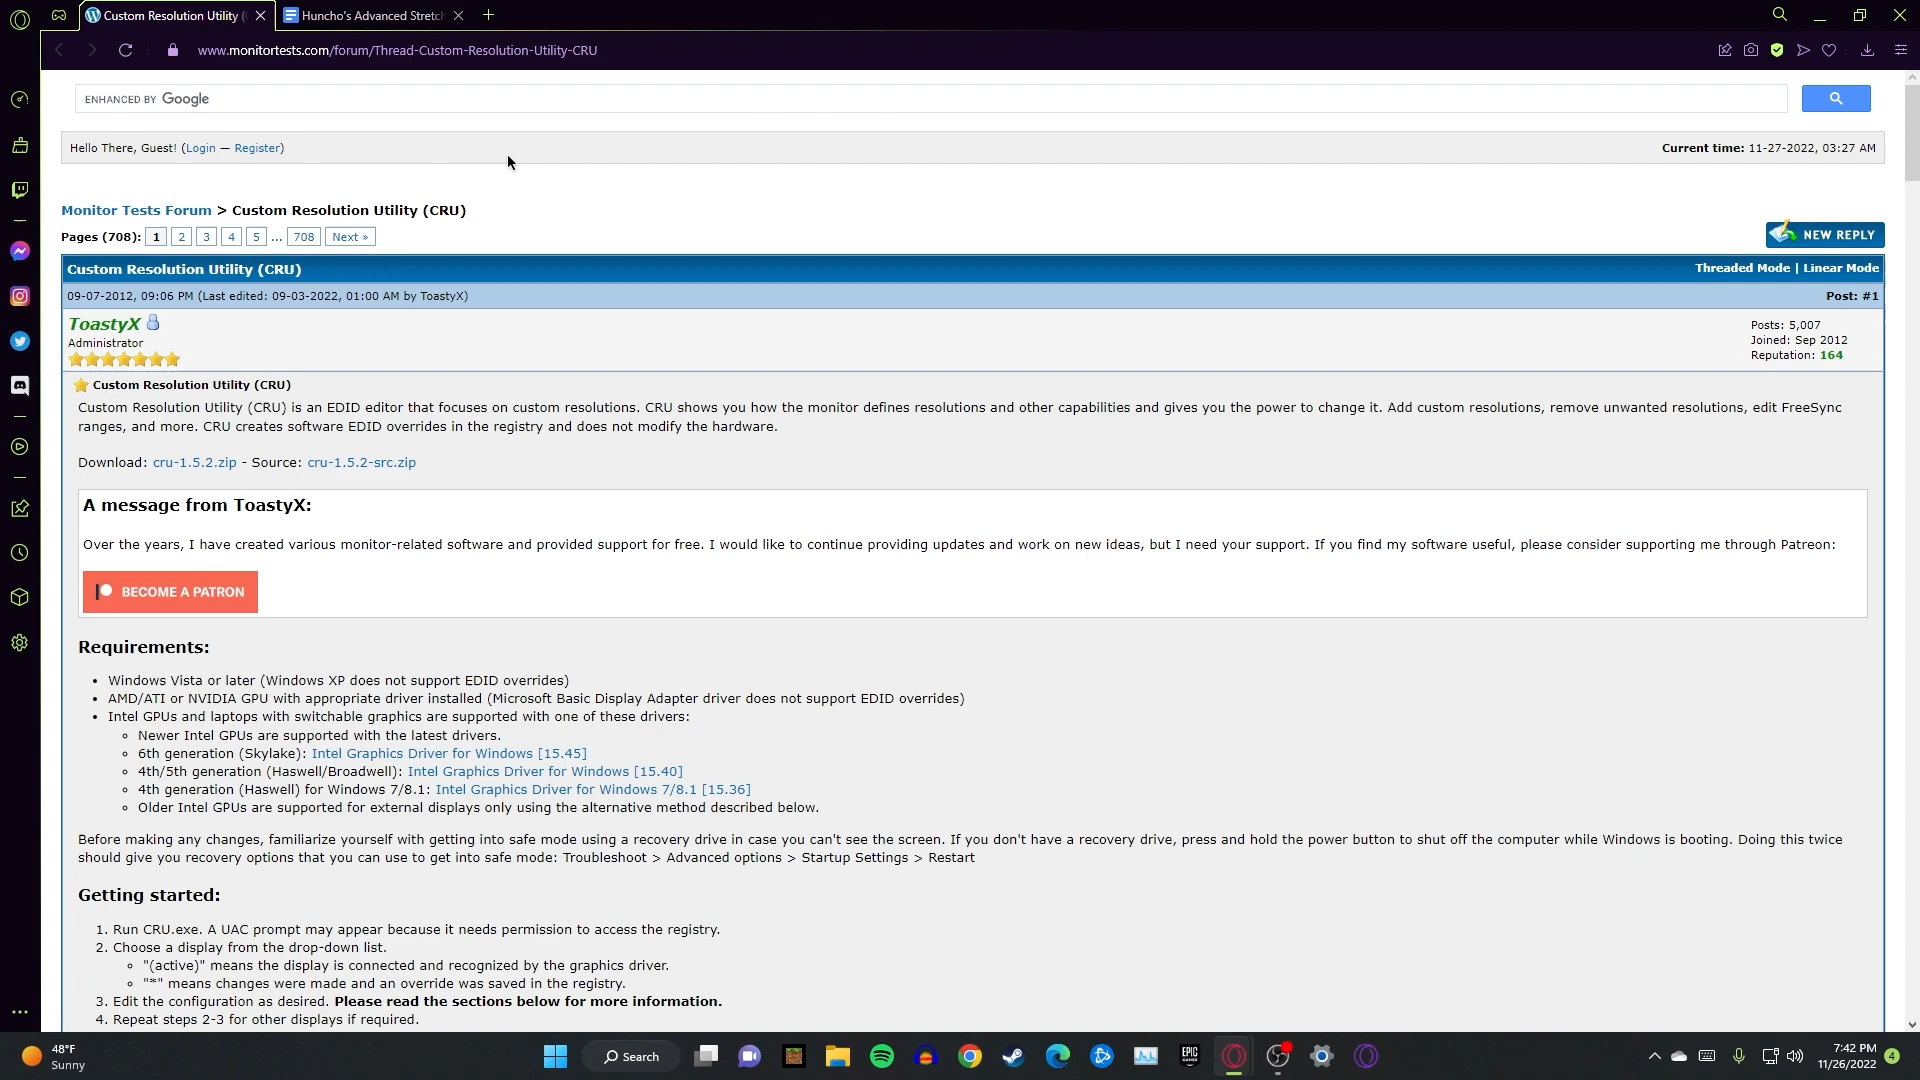 Custom Resolution Utility (
Huncho's Advanced Stretch
www.monitortests.com/forum/Thread-Custom-Resolution-Utility-CRU
ENHANCED BY Google
Hello There, Guest! (Login — Register)
Current time: 11-27-2022, 03:27 AM
Monitor Tests Forum > Custom Resolution Utility (CRU)
Pages (708): 1 2 3 4 5 ... 708 Next »
NEW REPLY
Custom Resolution Utility (CRU)
Threaded Mode | Linear Mode
09-07-2012, 09:06 PM (Last edited: 09-03-2022, 01:00 AM by ToastyX)
Post: #1
ToastyX
Administrator
Posts: 5,007
Joined: Sep 2012
Reputation: 164
Custom Resolution Utility (CRU)
Custom Resolution Utility (CRU) is an EDID editor that focuses on custom resolutions. CRU shows you how the monitor defines resolutions and other capabilities and gives you the power to change it. Add custom resolutions, remove unwanted resolutions, edit FreeSync
ranges, and more. CRU creates software EDID overrides in the registry and does not modify the hardware.
Download: cru-1.5.2.zip - Source: cru-1.5.2-src.zip
A message from ToastyX:
Over the years, I have created various monitor-related software and provided support for free. I would like to continue providing updates and work on new ideas, but I need your support. If you find my software useful, please consider supporting me through Patreon:
BECOME A PATRON
Requirements:
• Windows Vista or later (Windows XP does not support EDID overrides)
• AMD/ATI or NVIDIA GPU with appropriate driver installed (Microsoft Basic Display Adapter driver does not support EDID overrides)
• Intel GPUs and laptops with switchable graphics are supported with one of these drivers:
◦ Newer Intel GPUs are supported with the latest drivers.
◦ 6th generation (Skylake): Intel Graphics Driver for Windows [15.45]
◦ 4th/5th generation (Haswell/Broadwell): Intel Graphics Driver for Windows [15.40]
◦ 4th generation (Haswell) for Windows 7/8.1: Intel Graphics Driver for Windows 7/8.1 [15.36]
◦ Older Intel GPUs are supported for external displays only using the alternative method described below.
Before making any changes, familiarize yourself with getting into safe mode using a recovery drive in case you can't see the screen. If you don't have a recovery drive, press and hold the power button to shut off the computer while Windows is booting. Doing this twice
should give you recovery options that you can use to get into safe mode: Troubleshoot > Advanced options > Startup Settings > Restart
Getting started:
1. Run CRU.exe. A UAC prompt may appear because it needs permission to access the registry.
2. Choose a display from the drop-down list.
◦ "(active)" means the display is connected and recognized by the graphics driver.
◦ "*" means changes were made and an override was saved in the registry.
3. Edit the configuration as desired. Please read the sections below for more information.
4. Repeat steps 2-3 for other displays if required.
48°F
Sunny
Search
EPIC
GAMES
7:42 PM
11/26/2022
4